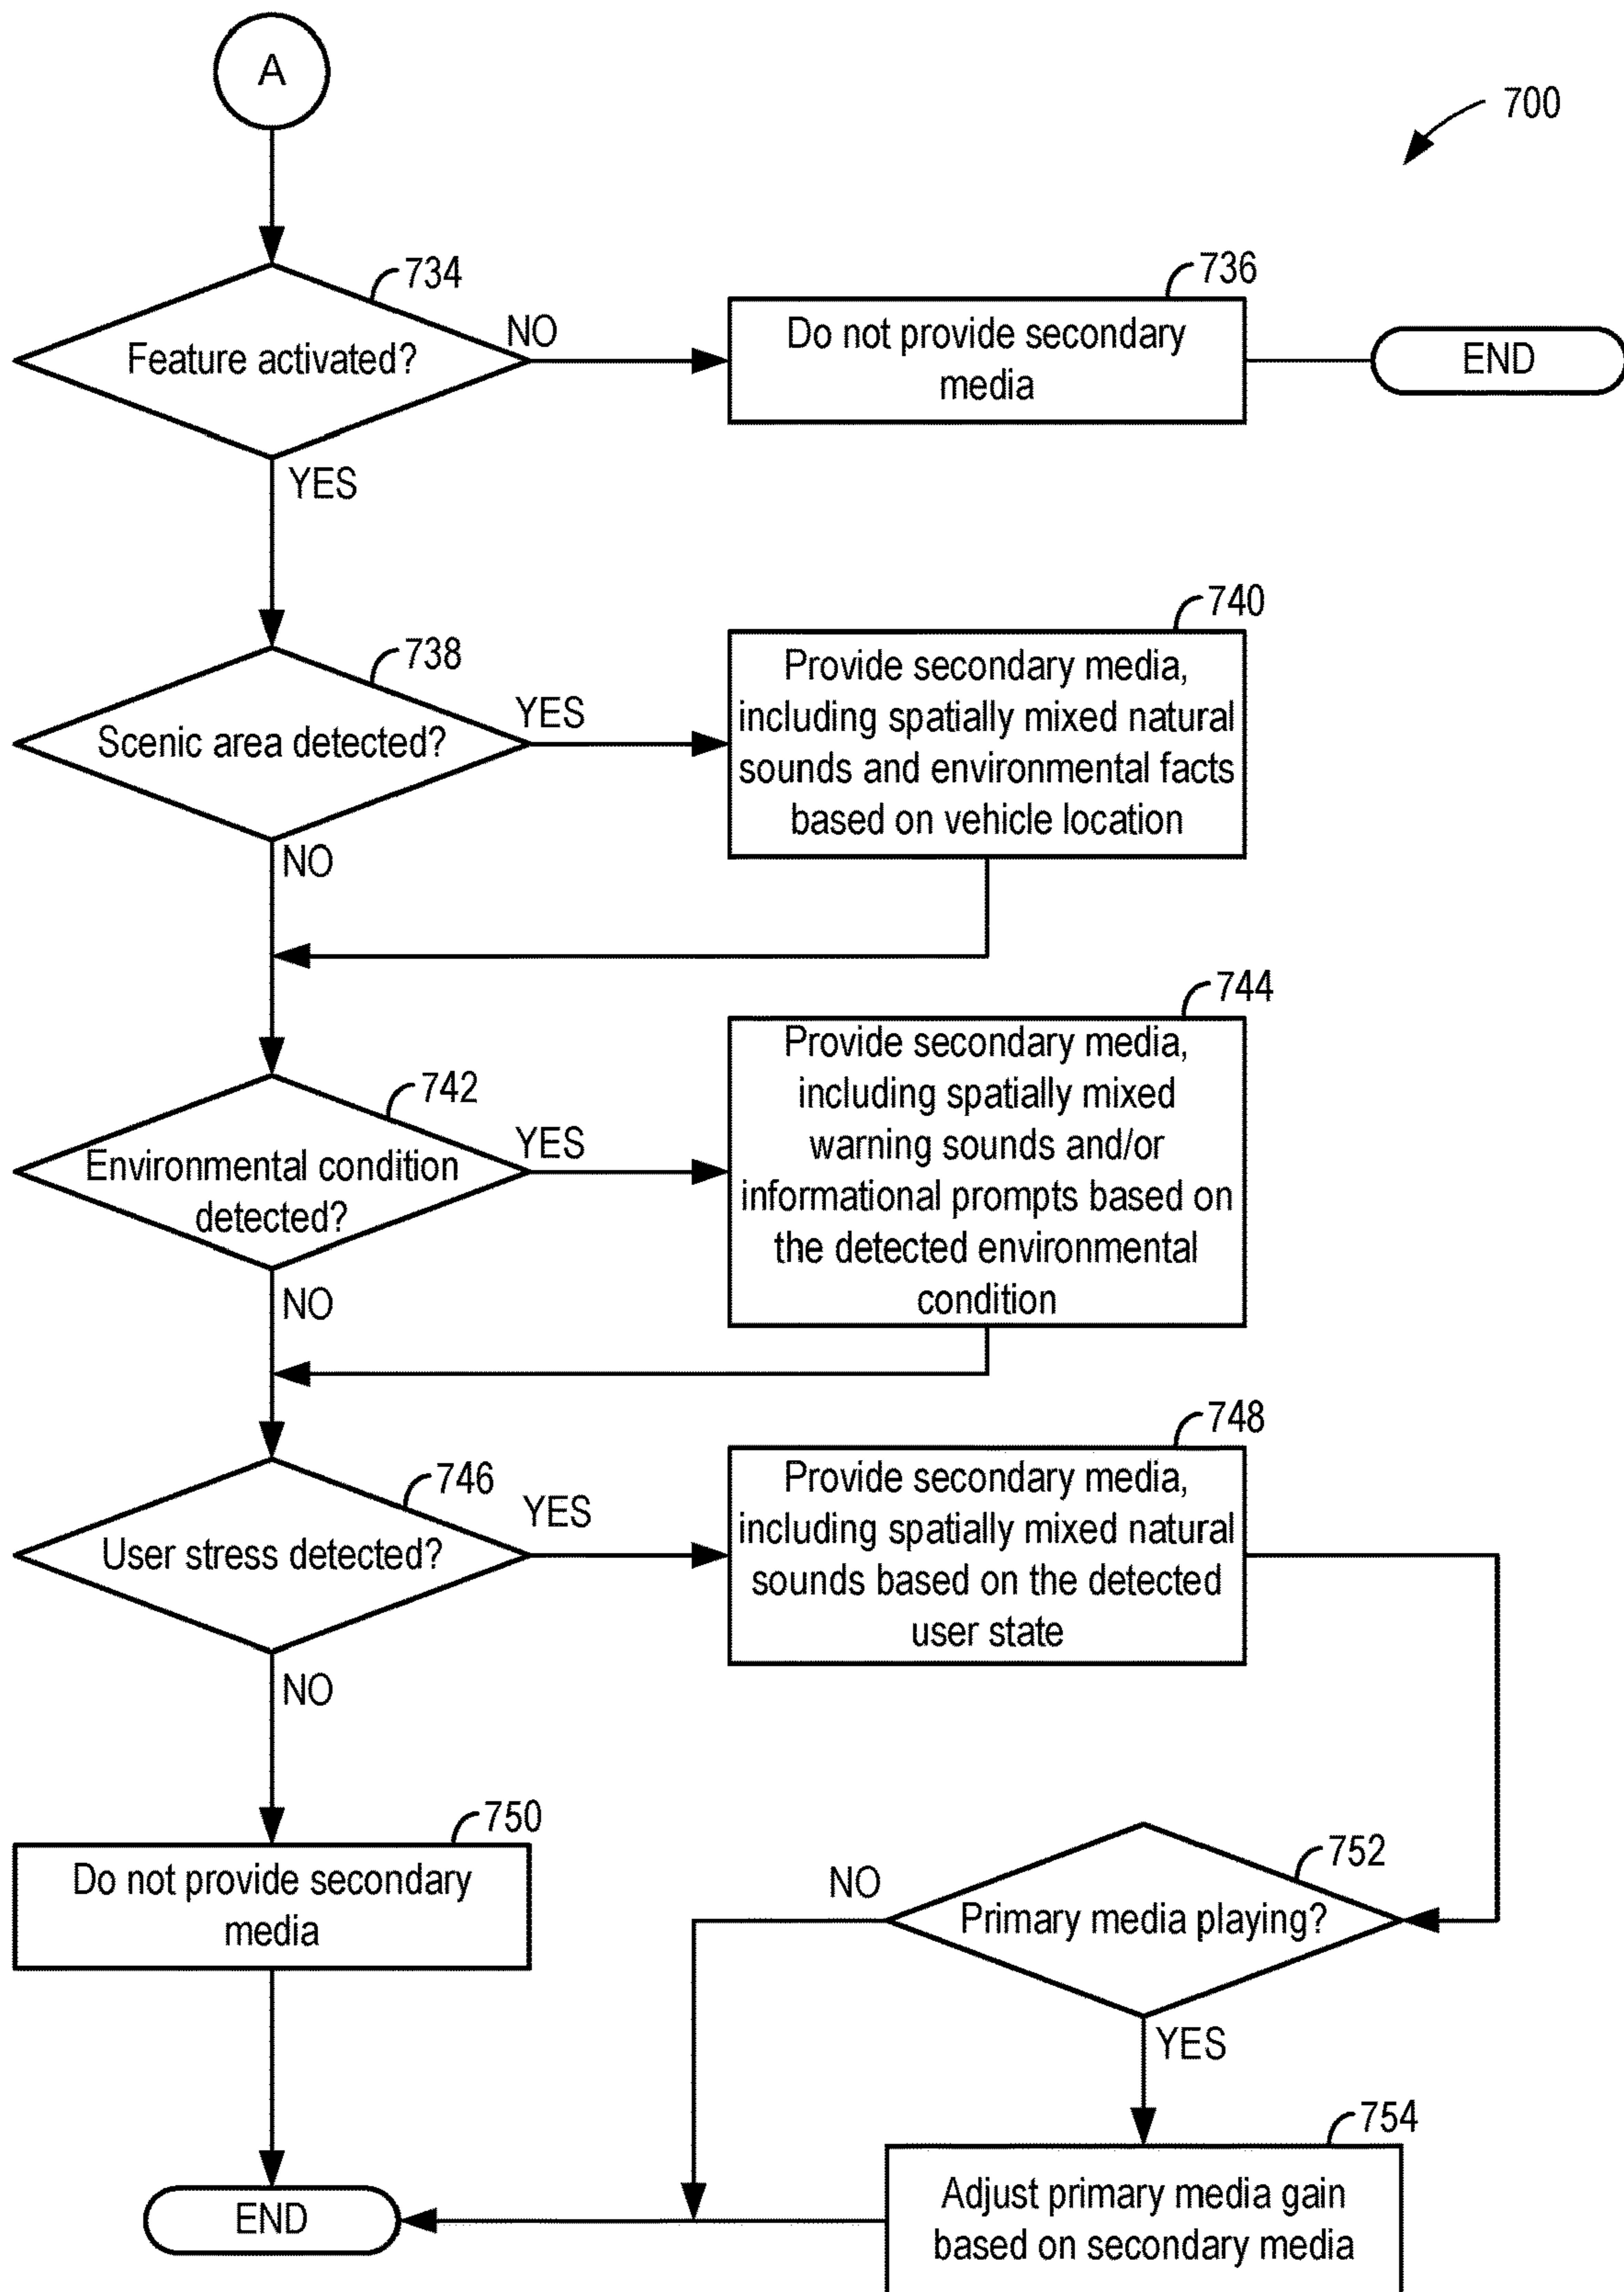 A
700
734
Feature activated?
NO
736
Do not provide secondary
media
END
YES
738
Scenic area detected?
YES
740
Provide secondary media,
including spatially mixed natural
sounds and environmental facts
based on vehicle location
NO
742
Environmental condition
detected?
YES
744
Provide secondary media,
including spatially mixed
warning sounds and/or
informational prompts based on
the detected environmental
condition
NO
746
User stress detected?
YES
748
Provide secondary media,
including spatially mixed natural
sounds based on the detected
user state
NO
750
Do not provide secondary
media
752
Primary media playing?
NO
YES
754
Adjust primary media gain
based on secondary media
END